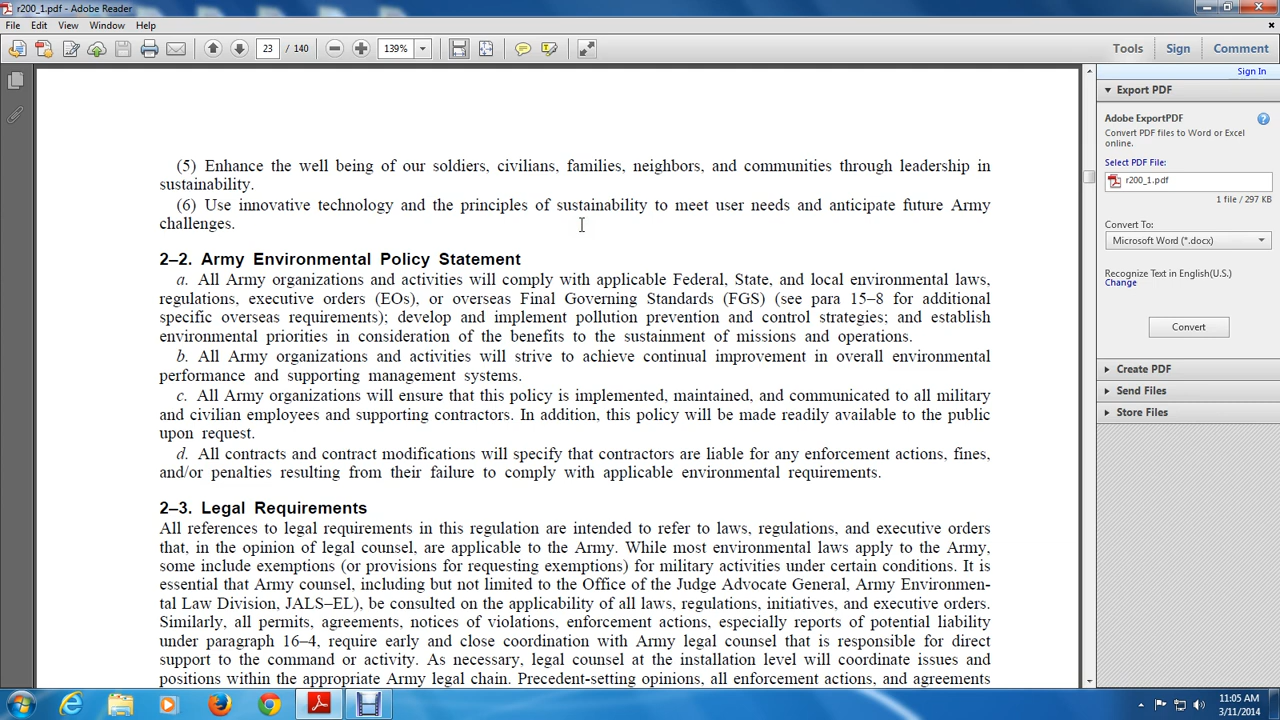 r200_1.pdf - Adobe Reader
File Edit View Window Help
23 / 140 139% Tools Sign Comment
Sign In
(5) Enhance the well being of our soldiers, civilians, families, neighbors, and communities through leadership in
sustainability.
(6) Use innovative technology and the principles of sustainability to meet user needs and anticipate future Army
challenges.
2–2. Army Environmental Policy Statement
a. All Army organizations and activities will comply with applicable Federal, State, and local environmental laws,
regulations, executive orders (EOs), or overseas Final Governing Standards (FGS) (see para 15–8 for additional
specific overseas requirements); develop and implement pollution prevention and control strategies; and establish
environmental priorities in consideration of the benefits to the sustainment of missions and operations.
b. All Army organizations and activities will strive to achieve continual improvement in overall environmental
performance and supporting management systems.
c. All Army organizations will ensure that this policy is implemented, maintained, and communicated to all military
and civilian employees and supporting contractors. In addition, this policy will be made readily available to the public
upon request.
d. All contracts and contract modifications will specify that contractors are liable for any enforcement actions, fines,
and/or penalties resulting from their failure to comply with applicable environmental requirements.
2–3. Legal Requirements
All references to legal requirements in this regulation are intended to refer to laws, regulations, and executive orders
that, in the opinion of legal counsel, are applicable to the Army. While most environmental laws apply to the Army,
some include exemptions (or provisions for requesting exemptions) for military activities under certain conditions. It is
essential that Army counsel, including but not limited to the Office of the Judge Advocate General, Army Environmen-
tal Law Division, JALS–EL), be consulted on the applicability of all laws, regulations, initiatives, and executive orders.
Similarly, all permits, agreements, notices of violations, enforcement actions, especially reports of potential liability
under paragraph 16–4, require early and close coordination with Army legal counsel that is responsible for direct
support to the command or activity. As necessary, legal counsel at the installation level will coordinate issues and
positions within the appropriate Army legal chain. Precedent-setting opinions, all enforcement actions, and agreements
Export PDF
Adobe ExportPDF
Convert PDF files to Word or Excel
online.
Select PDF File:
r200_1.pdf
1 file / 297 KB
Convert To:
Microsoft Word (*.docx)
Recognize Text in English(U.S.)
Change
Convert
Create PDF
Send Files
Store Files
11:05 AM
3/11/2014